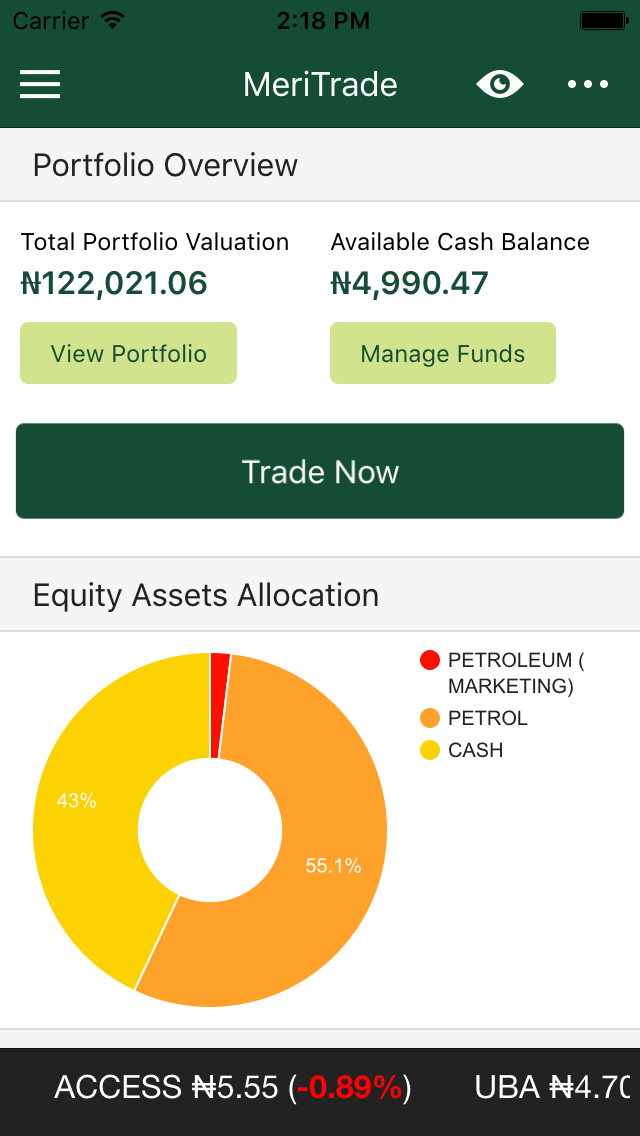 Carrier 2:18 PM
MeriTrade
Portfolio Overview
Total Portfolio Valuation Available Cash Balance
₦122,021.06 ₦4,990.47
View Portfolio Manage Funds
Trade Now
Equity Assets Allocation
PETROLEUM (
MARKETING)
PETROL
CASH
43%
55.1%
ACCESS ₦5.55 (-0.89%) UBA ₦4.70